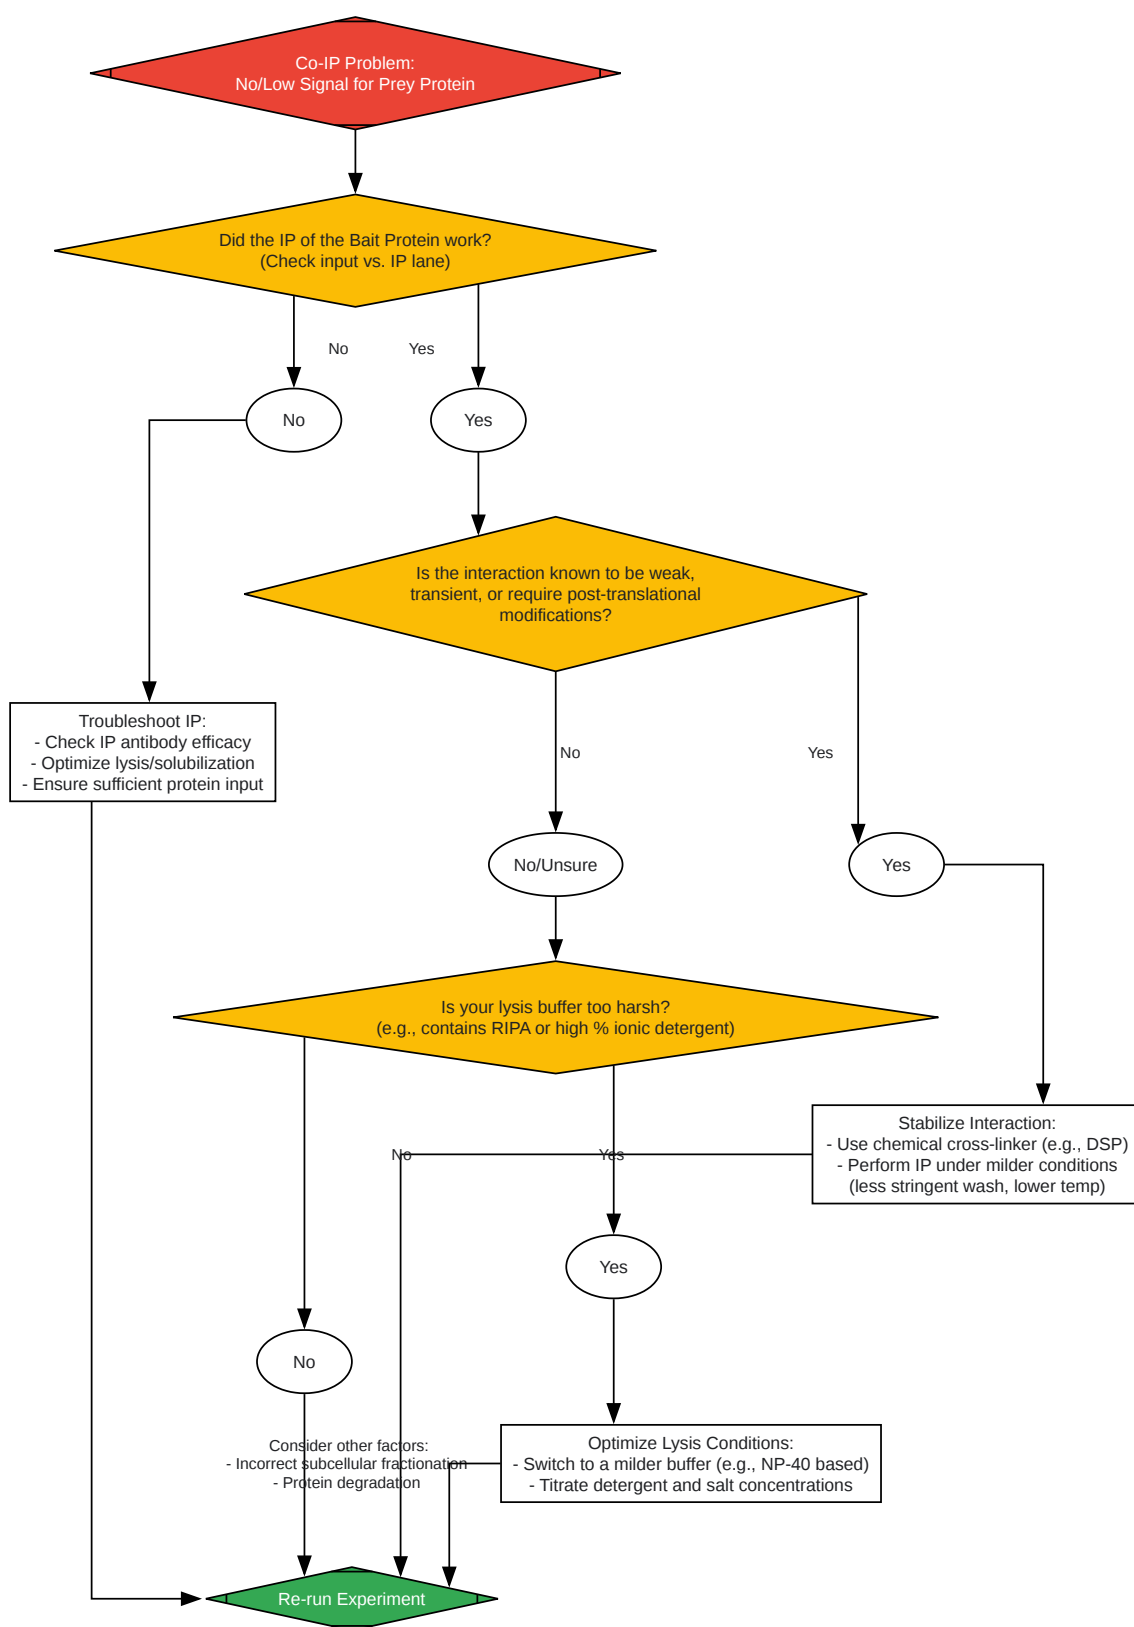 Co-IP Problem:
No/Low Signal for Prey Protein
Did the IP of the Bait Protein work?
(Check input vs. IP lane)
No
Yes
No
Yes
Is the interaction known to be weak,
transient, or require post-translational
modifications?
Troubleshoot IP:
- Check IP antibody efficacy
- Optimize lysis/solubilization
- Ensure sufficient protein input
No
Yes
No/Unsure
Yes
Is your lysis buffer too harsh?
(e.g., contains RIPA or high % ionic detergent)
Stabilize Interaction:
- Use chemical cross-linker (e.g., DSP)
- Perform IP under milder conditions
(less stringent wash, lower temp)
No
Yes
Yes
No
Consider other factors:
- Incorrect subcellular fractionation
- Protein degradation
Optimize Lysis Conditions:
- Switch to a milder buffer (e.g., NP-40 based)
- Titrate detergent and salt concentrations
Re-run Experiment